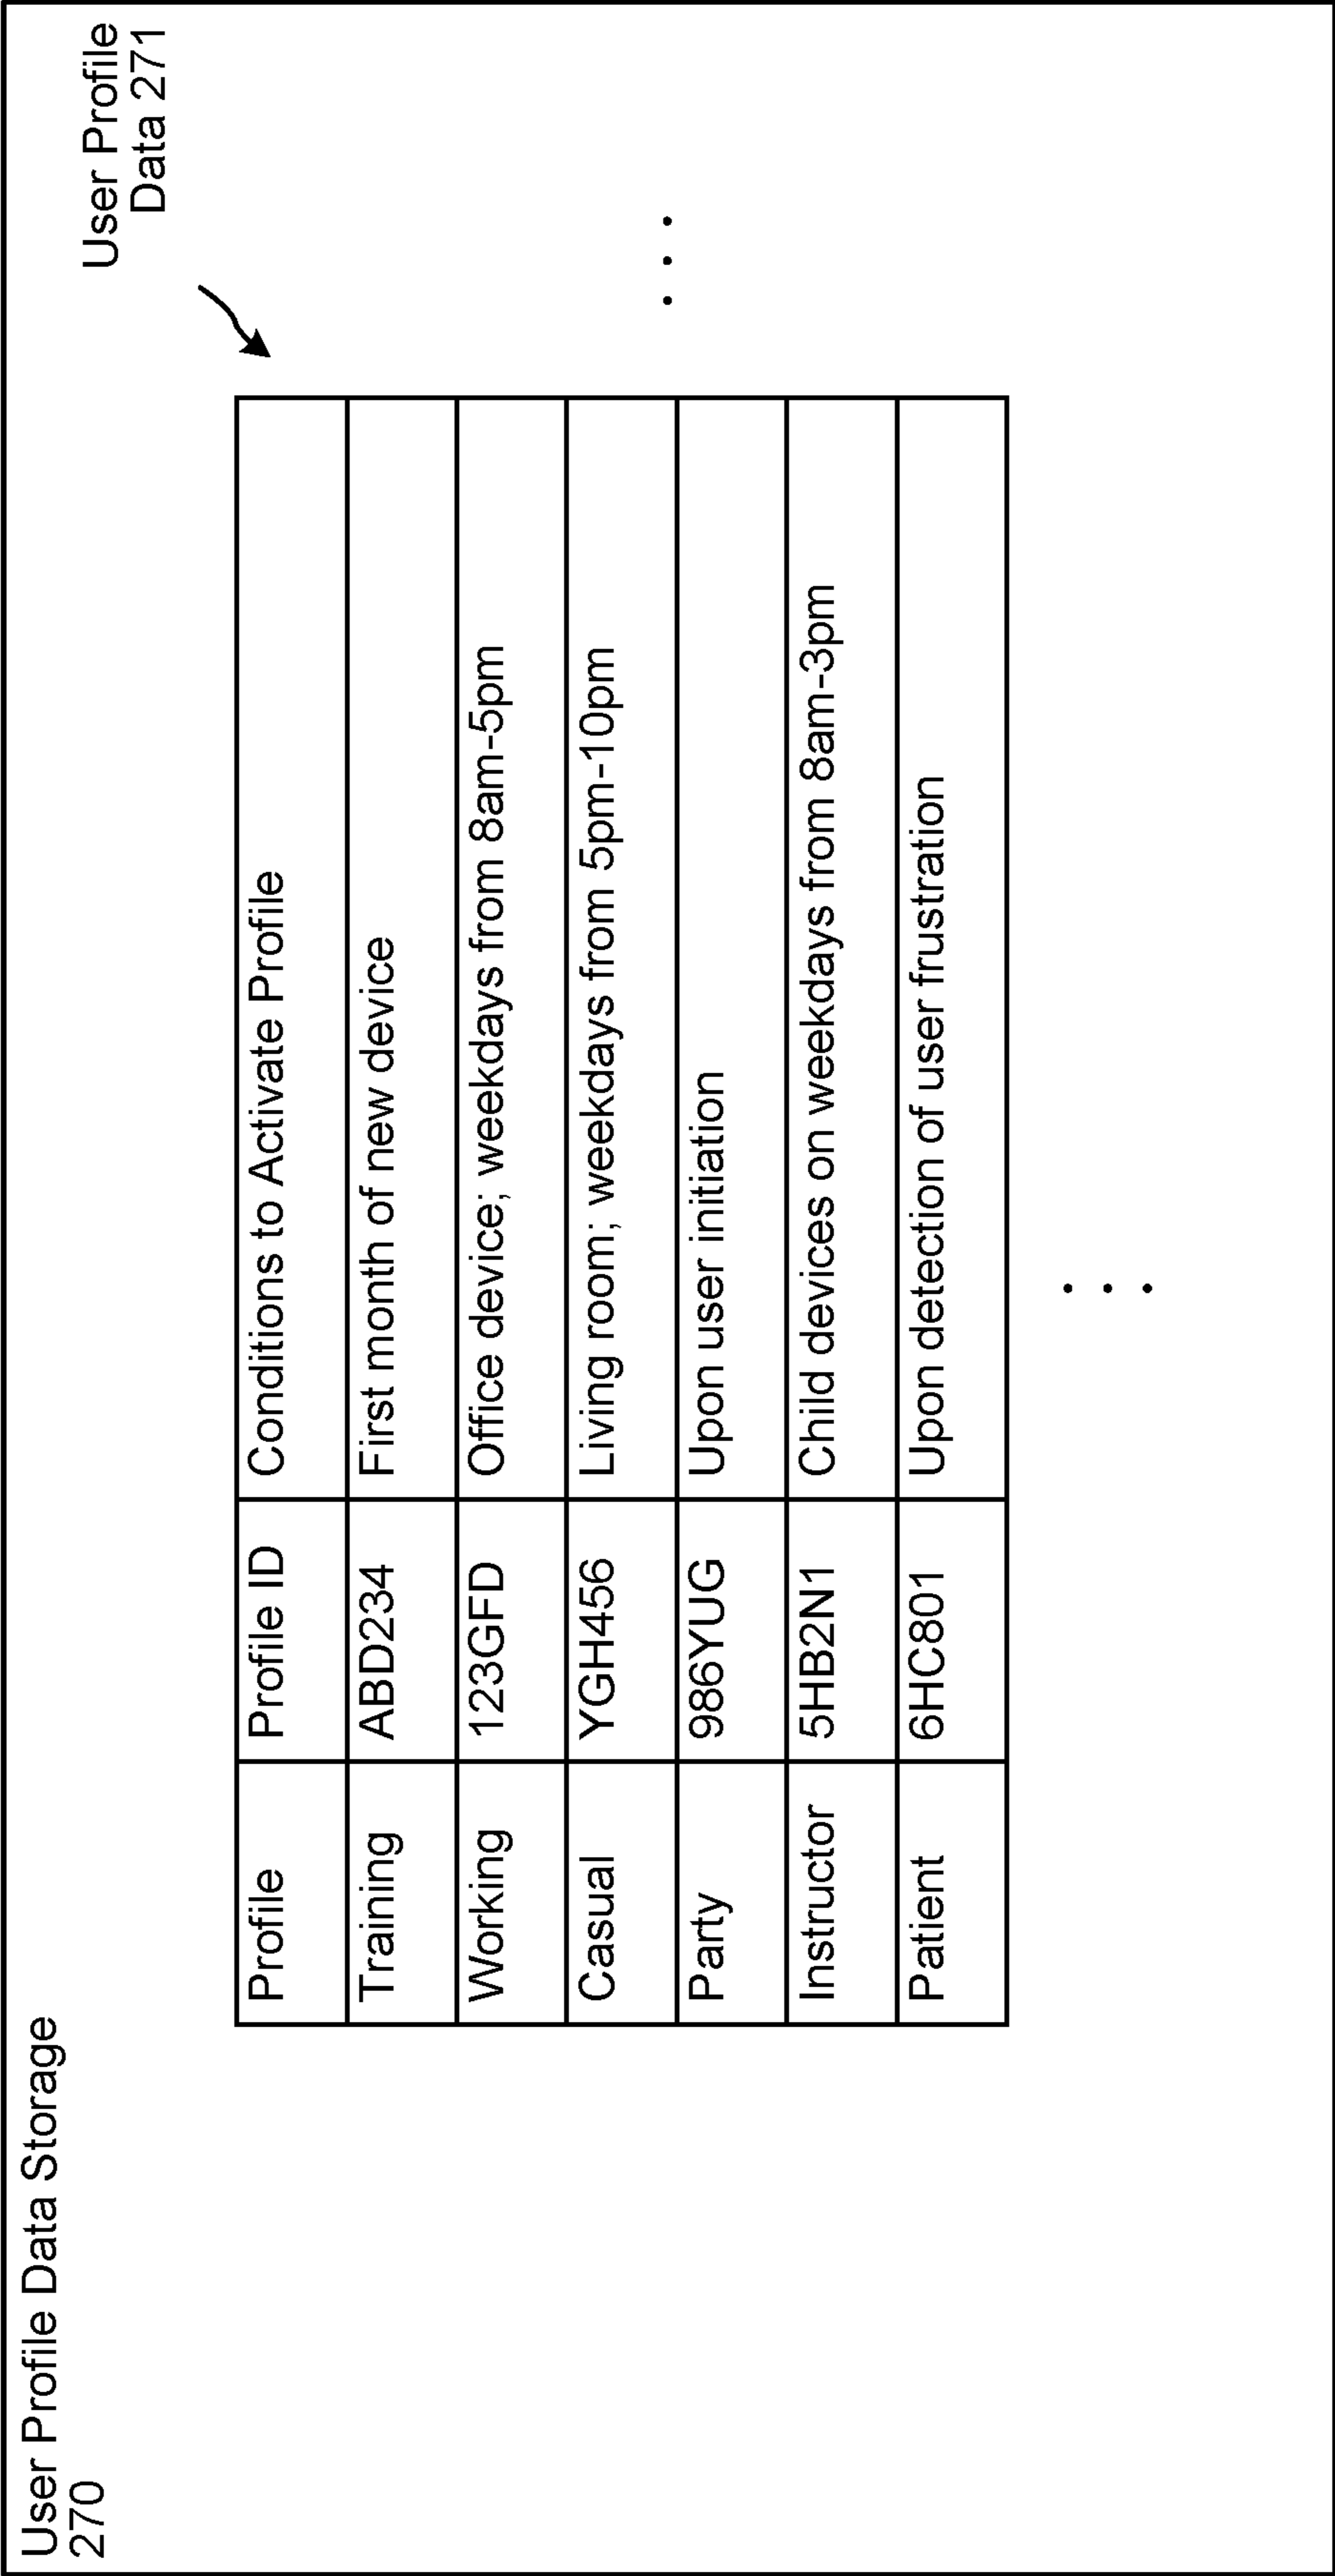 User Profile Data Storage
270
User Profile
Data 271
Profile Profile ID Conditions to Activate Profile
Training ABD234 First month of new device
Working 123GFD Office device; weekdays from 8am-5pm
Casual YGH456 Living room; weekdays from 5pm-10pm
Party 986YUG Upon user initiation
Instructor 5HB2N1 Child devices on weekdays from 8am-3pm
Patient 6HC801 Upon detection of user frustration